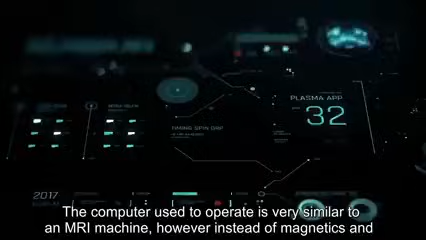 PLASMA APP
32
2017
The computer used to operate is very similar to
an MRI machine, however instead of magnetics and